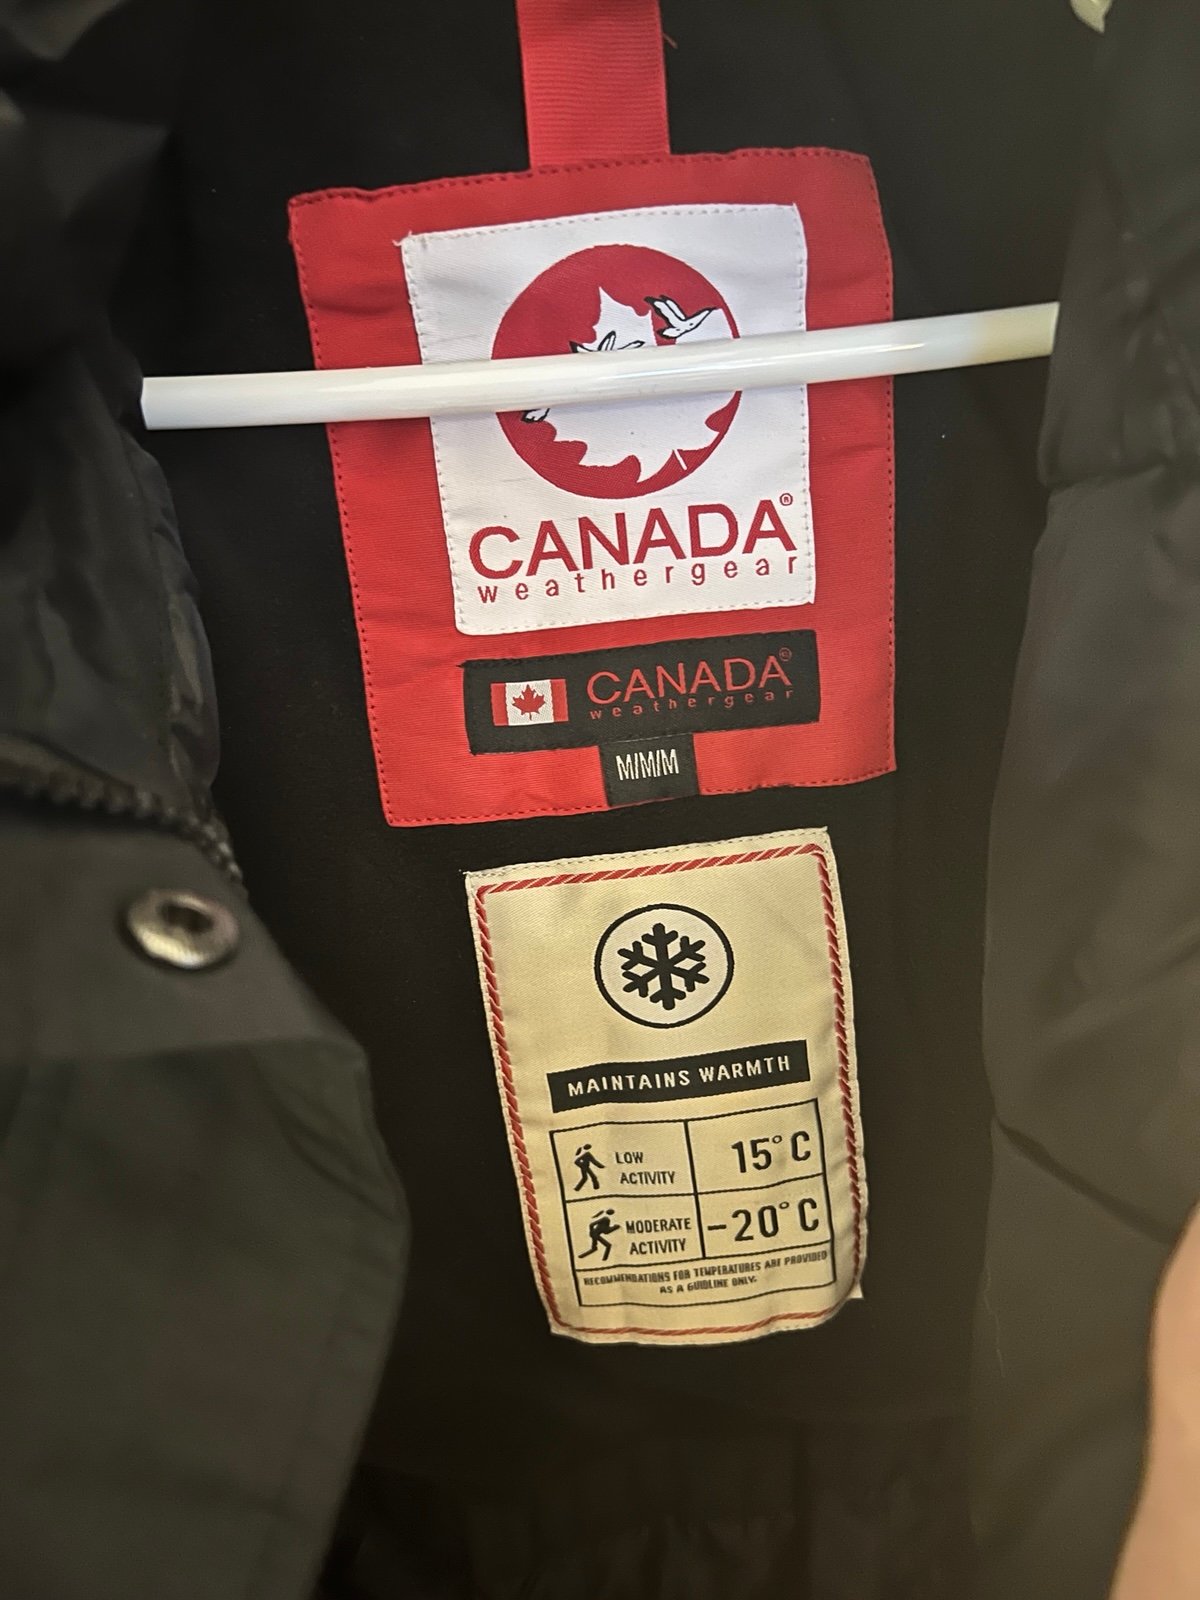 CANADA®
weathergear
CANADA®
weathergear
M/M/M
MAINTAINS WARMTH
LOW
ACTIVITY
15°C
MODERATE
ACTIVITY
-20°C
RECOMMENDATIONS FOR TEMPERATURES ARE PROVIDED
AS A GUIDLINE ONLY.